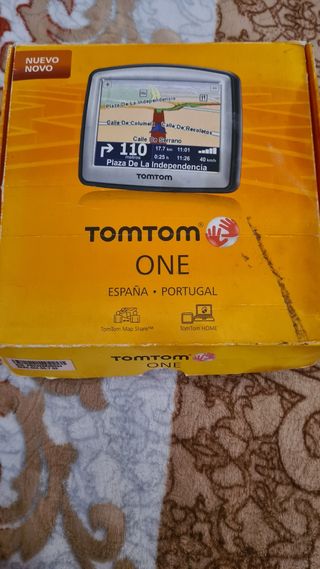 NUEVO
NOVO
Plaza De La Independencia
Calle De Columela
Calle De Recoletos
Calle De Serrano
110
metros
17.7 km 11:01
0:25 h 11:26
40 km/h
Plaza De La Independencia
TOMTOM
TOMTOM®
ONE
ESPAÑA • PORTUGAL
TomTom Map Share™
TomTom HOME
TOMTOM
ONE